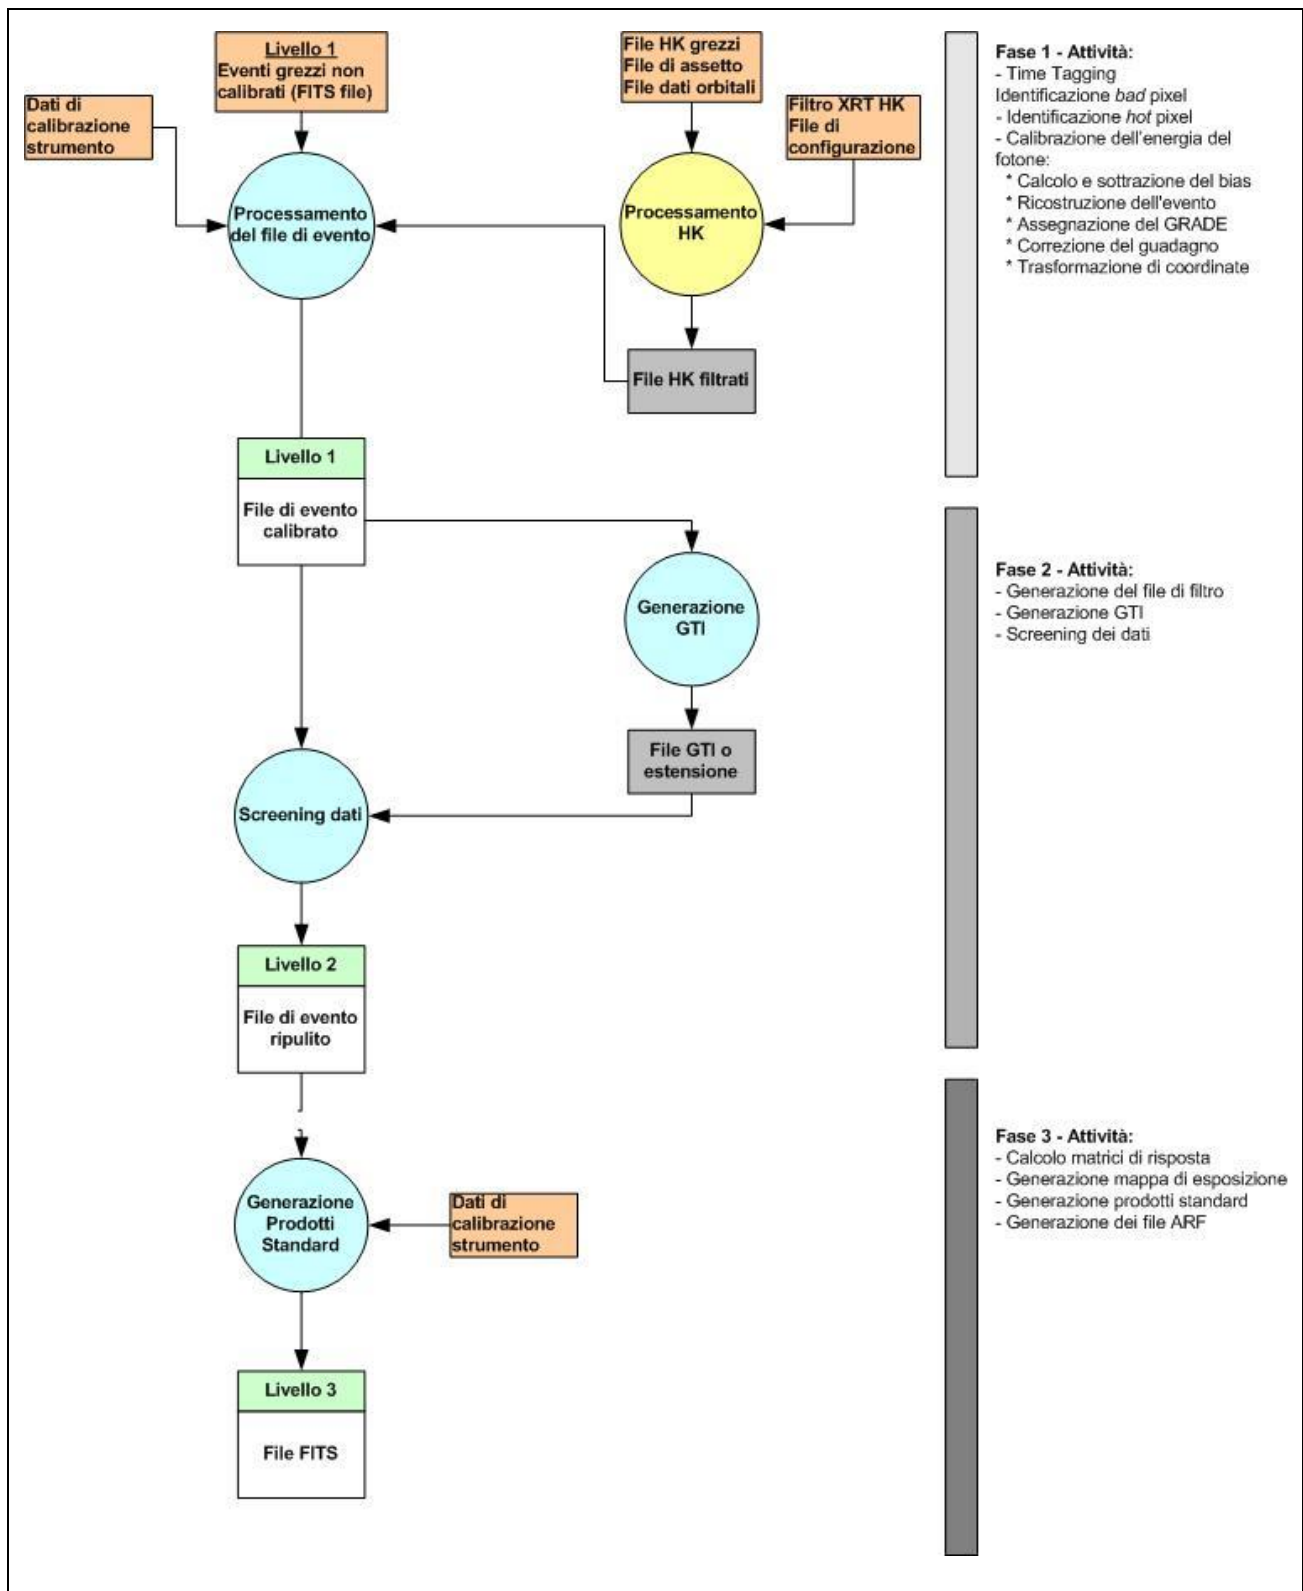 Livello 1
Eventi grezzi non
calibrati (FITS file)
File HK grezzi
File di assetto
File dati orbitali
Dati di
calibrazione
strumento
Filtro XRT HK
File di
configurazione
Processamento
del file di evento
Processamento
HK
File HK filtrati
Livello 1
File di evento
calibrato
Generazione
GTI
File GTI o
estensione
Screening dati
Livello 2
File di evento
ripulito
Generazione
Prodotti
Standard
Dati di
calibrazione
strumento
Livello 3
File FITS
Fase 1 - Attività:
- Time Tagging
Identificazione bad pixel
- Identificazione hot pixel
- Calibrazione dell'energia del
fotone:
* Calcolo e sottrazione del bias
* Ricostruzione dell'evento
* Assegnazione del GRADE
* Correzione del guadagno
* Trasformazione di coordinate
Fase 2 - Attività:
- Generazione del file di filtro
- Generazione GTI
- Screening dei dati
Fase 3 - Attività:
- Calcolo matrici di risposta
- Generazione mappa di esposizione
- Generazione prodotti standard
- Generazione dei file ARF